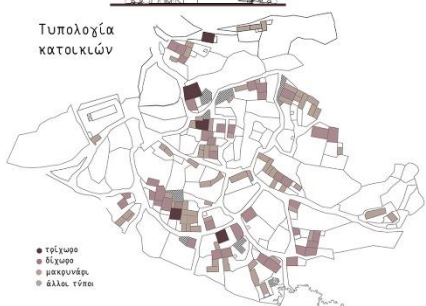 Τυπολογία
κατοικιών
τρίχωρο
δίχωρο
μακρυνάρι
άλλοι τύποι